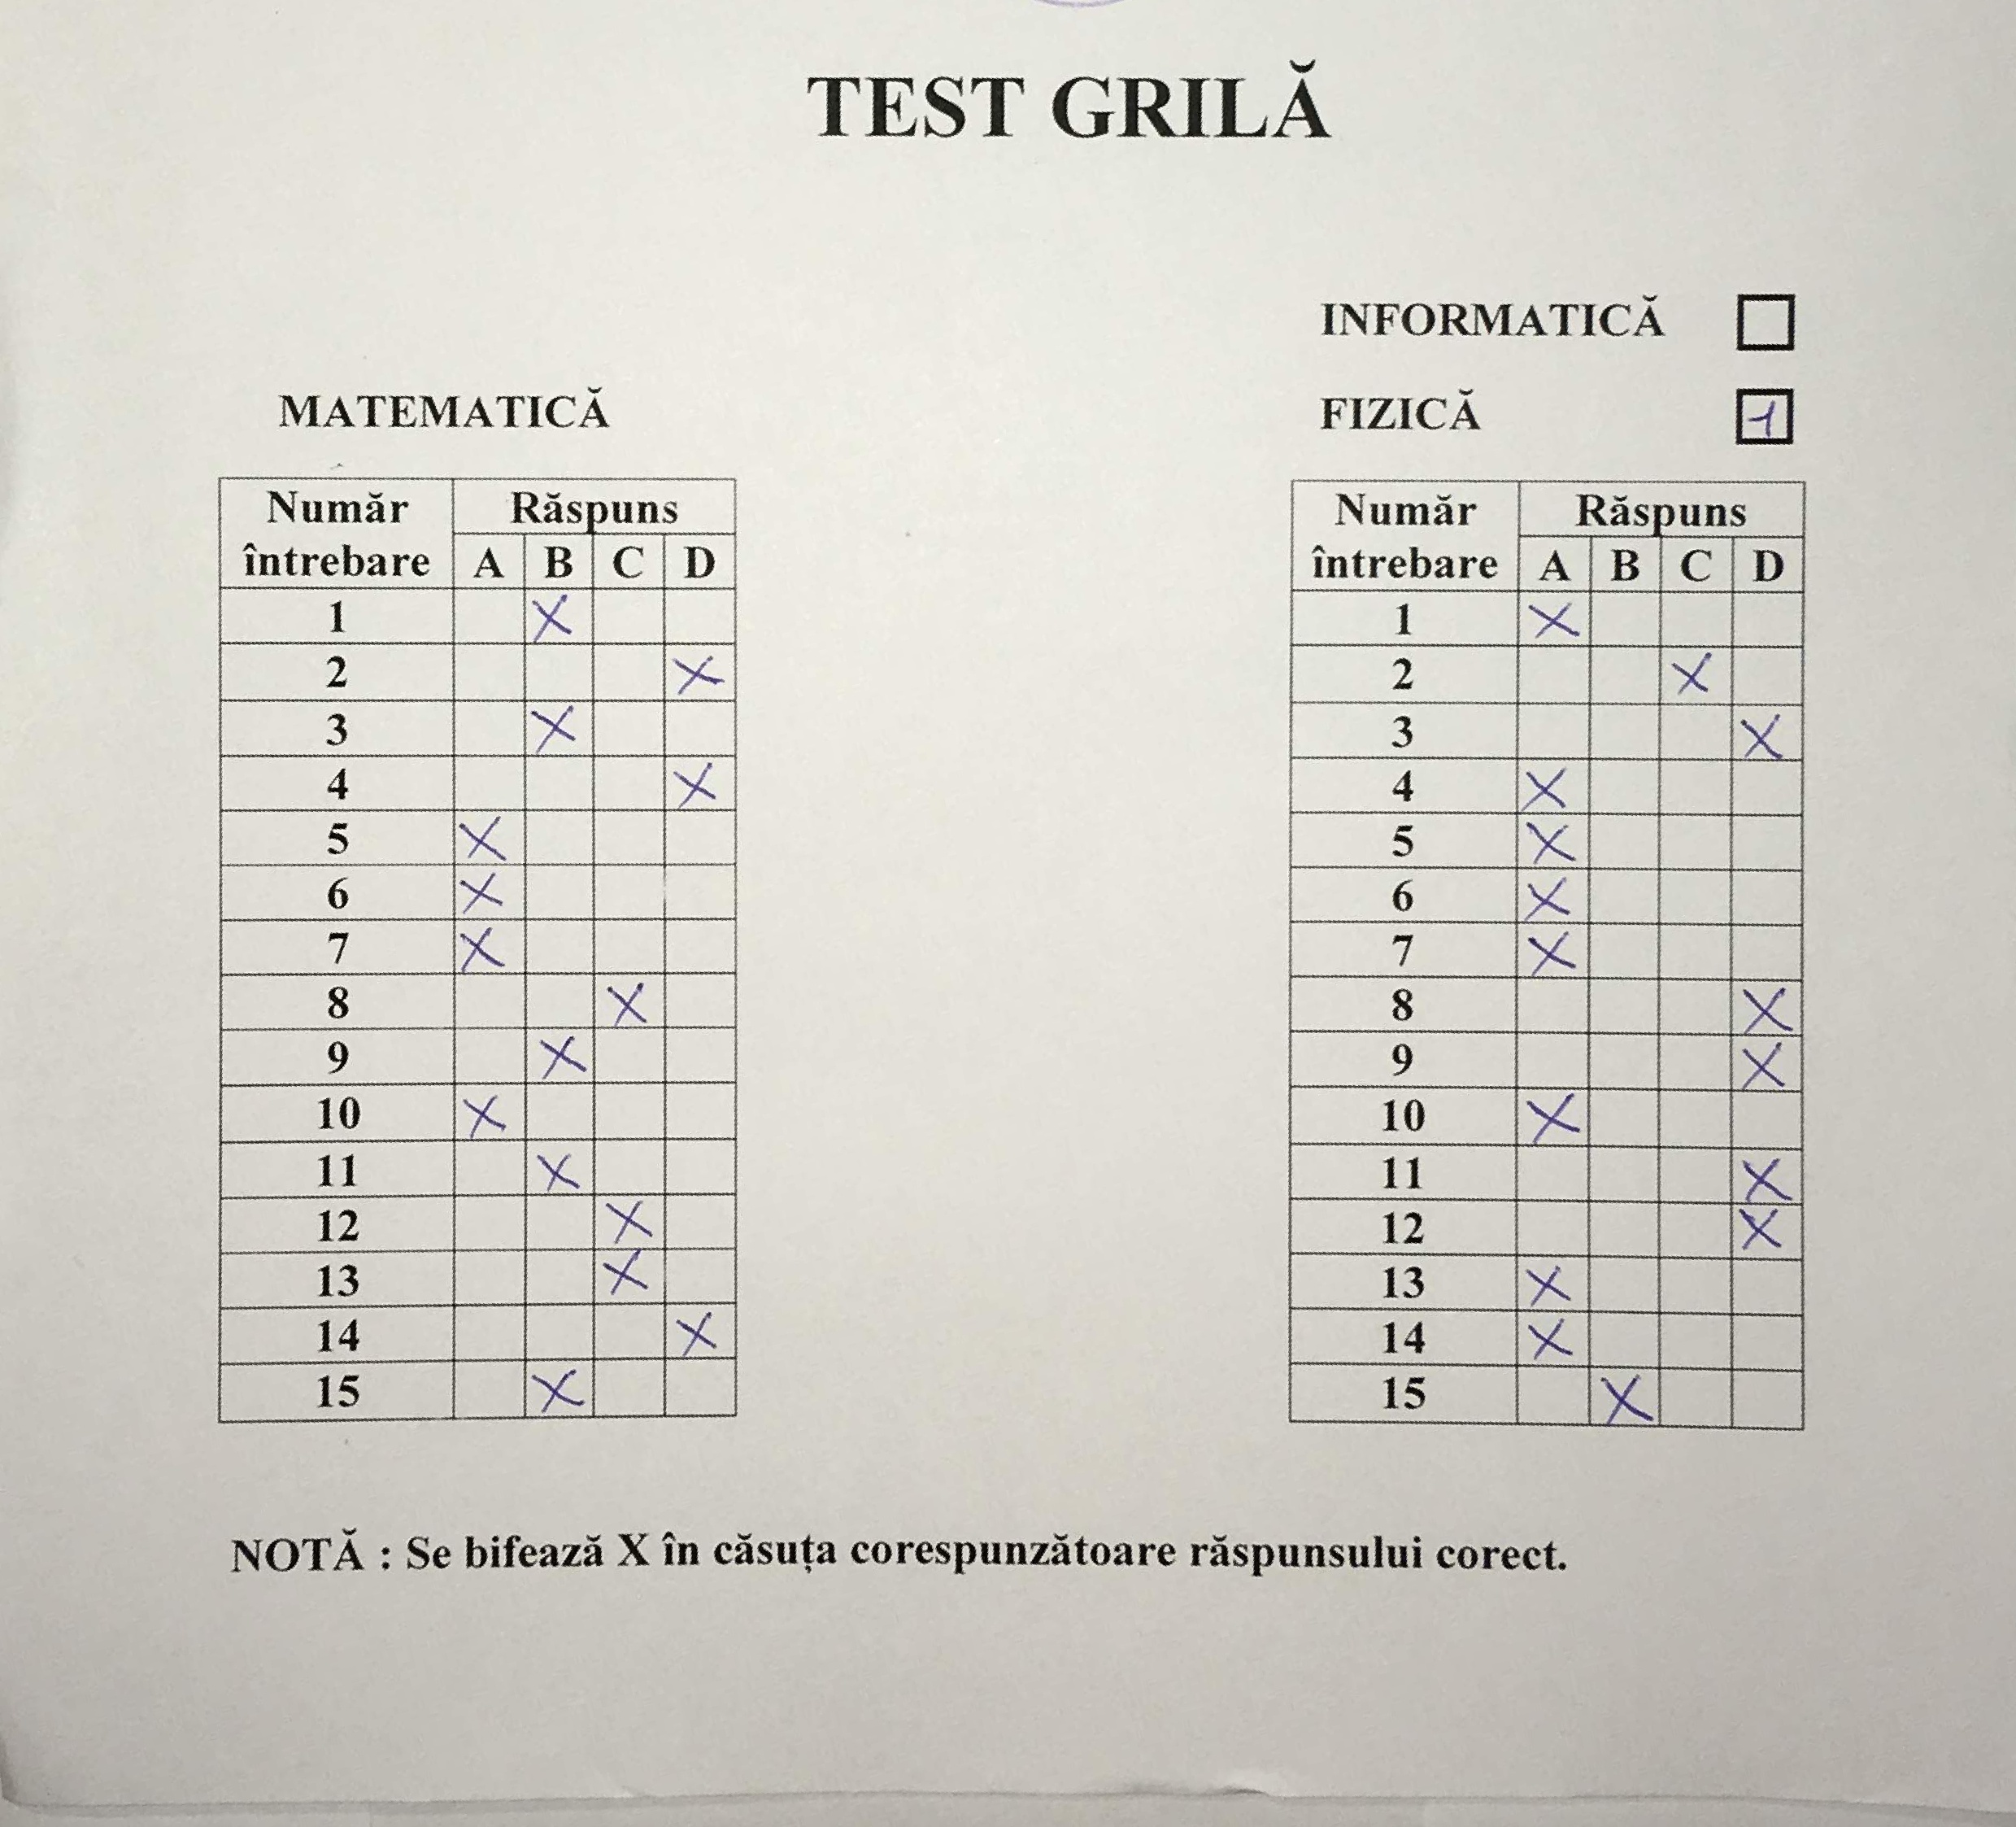 TEST GRILĂ
INFORMATICĂ
MATEMATICĂ
FIZICĂ 1
Număr întrebare Răspuns
A B C D
1 X
2 X
3 X
4 X
5 X
6 X
7 X
8 X
9 X
10 X
11 X
12 X
13 X
14 X
15 X
Număr întrebare Răspuns
A B C D
1 X
2 X
3 X
4 X
5 X
6 X
7 X
8 X
9 X
10 X
11 X
12 X
13 X
14 X
15 X
NOTĂ : Se bifează X în căsuța corespunzătoare răspunsului corect.